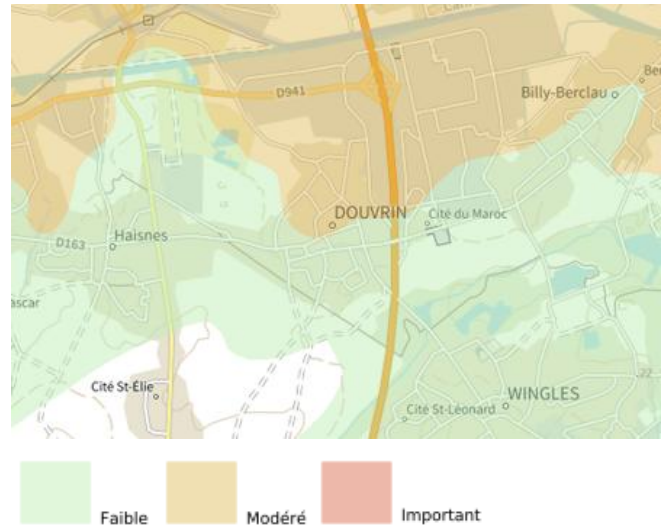 D941
Billy-Berclau
DOUVRIN
Cité du Maroc
D163
Haisnes
ascar
Cité St-Élie
22
WINGLES
Cité St-Léonard
Faible
Modéré
Important